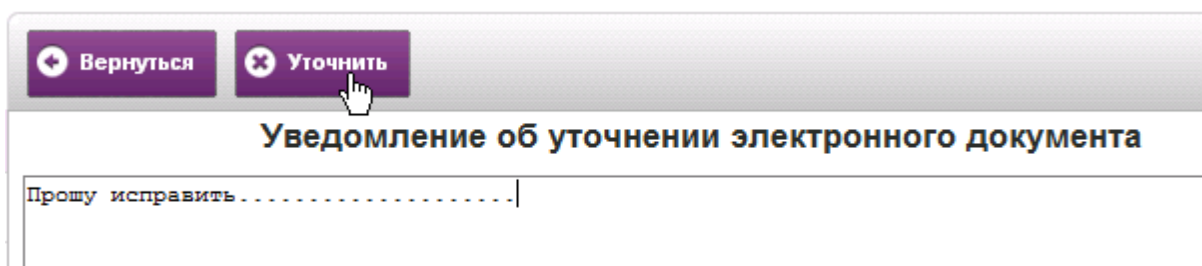 Вернуться Уточнить
Уведомление об уточнении электронного документа
Прошу исправить....................